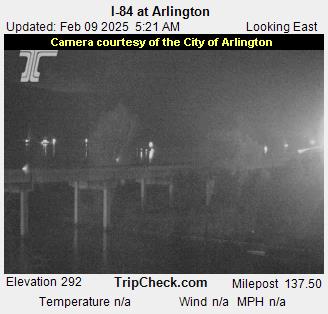 I-84 at Arlington
Updated: Feb 09 2025 5:21 AM Looking East
Camera courtesy of the City of Arlington
Elevation 292 TripCheck.com Milepost 137.50
Temperature n/a Wind n/a MPH n/a